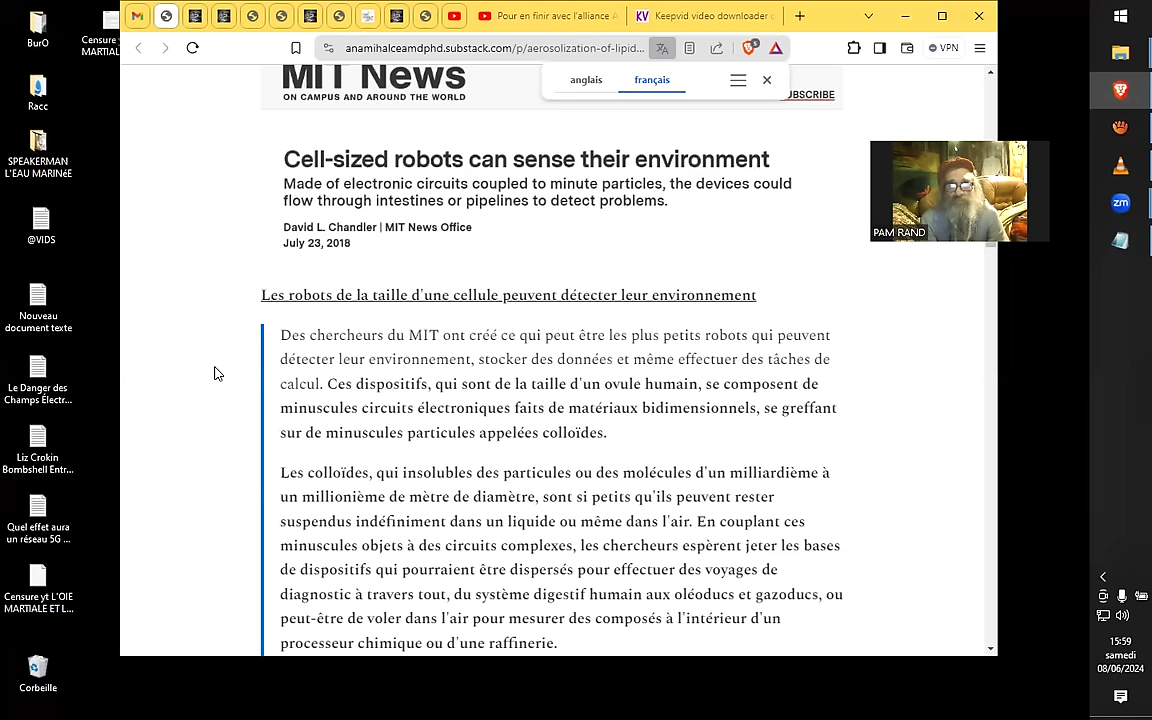 Pour en finir avec l'alliance A
KV Keepvid video downloader
anamihalceamdphd.substack.com/p/aerosolization-of-lipid...
VPN
anglais
français
MIT News
ON CAMPUS AND AROUND THE WORLD
SUBSCRIBE
Cell-sized robots can sense their environment
Made of electronic circuits coupled to minute particles, the devices could
flow through intestines or pipelines to detect problems.
David L. Chandler | MIT News Office
July 23, 2018
Les robots de la taille d'une cellule peuvent détecter leur environnement
Des chercheurs du MIT ont créé ce qui peut être les plus petits robots qui peuvent
détecter leur environnement, stocker des données et même effectuer des tâches de
calcul. Ces dispositifs, qui sont de la taille d'un ovule humain, se composent de
minuscules circuits électroniques faits de matériaux bidimensionnels, se greffant
sur de minuscules particules appelées colloïdes.
Les colloïdes, qui insolubles des particules ou des molécules d'un milliardième à
un millionième de mètre de diamètre, sont si petits qu'ils peuvent rester
suspendus indéfiniment dans un liquide ou même dans l'air. En couplant ces
minuscules objets à des circuits complexes, les chercheurs espèrent jeter les bases
de dispositifs qui pourraient être dispersés pour effectuer des voyages de
diagnostic à travers tout, du système digestif humain aux oléoducs et gazoducs, ou
peut-être de voler dans l'air pour mesurer des composés à l'intérieur d'un
processeur chimique ou d'une raffinerie.
PAM RAND
BurO
Censure yt
MARTIAL
Racc
SPEAKERMAN
L'EAU MARINéE
@VIDS
Nouveau
document texte
Le Danger des
Champs Électr...
Liz Crokin
Bombshell Entr...
Quel effet aura
un réseau 5G ...
Censure yt L'OIE
MARTIALE ET L...
Corbeille
zm
15:59
samedi
08/06/2024